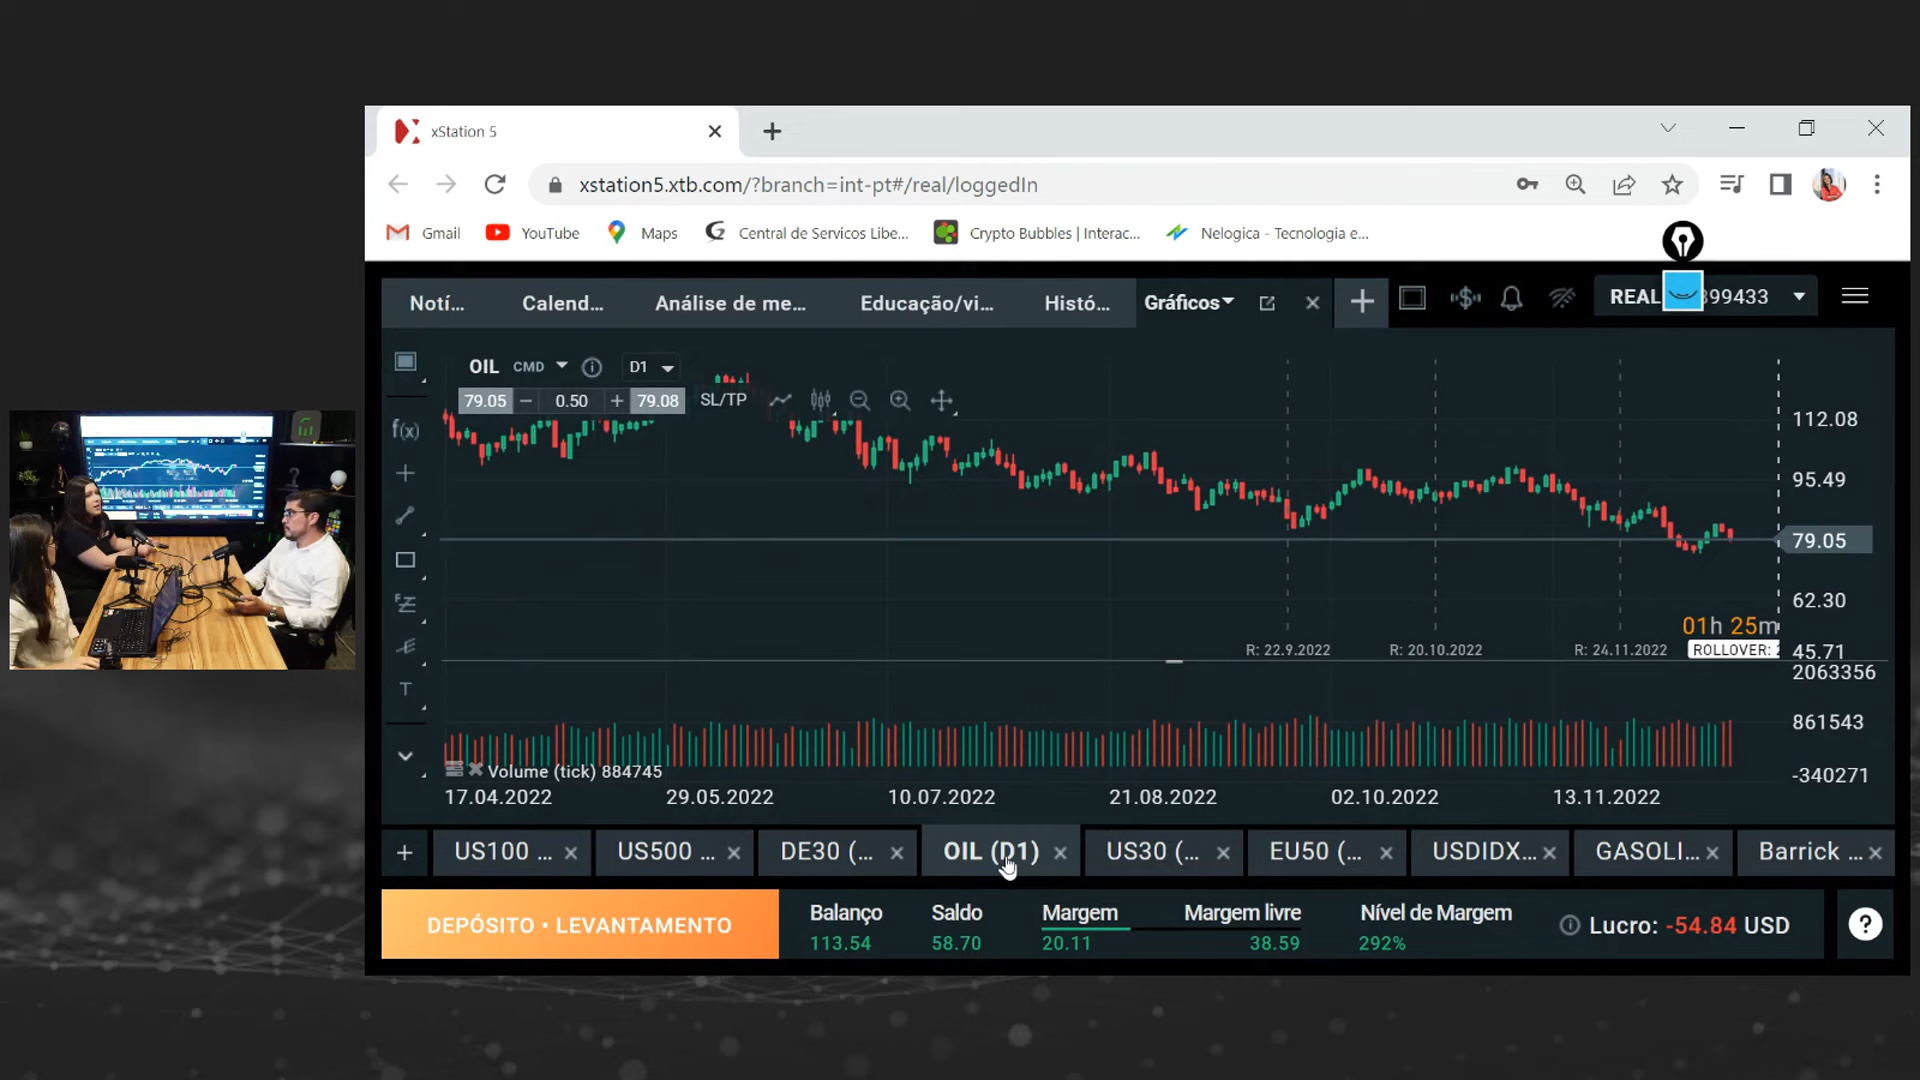 xStation 5
xstation5.xtb.com/?branch=int-pt#/real/loggedIn
Gmail YouTube Maps Central de Servicos Libe... Crypto Bubbles | Interac... Nelogica - Tecnologia e...
Notí... Calend... Análise de me... Educação/vi... Histó... Gráficos REAL 399433
OIL CMD D1
79.05 0.50 79.08 SL/TP
f(x)
112.08
95.49
79.05
62.30
01h 25m
R: 22.9.2022 R: 20.10.2022 R: 24.11.2022 ROLLOVER: 45.71
2063356
861543
Volume (tick) 884745 -340271
17.04.2022 29.05.2022 10.07.2022 21.08.2022 02.10.2022 13.11.2022
US100 ... US500 ... DE30 (... OIL (D1) US30 (... EU50 (... USDIDX... GASOLI... Barrick ...
DEPÓSITO • LEVANTAMENTO Balanço Saldo Margem Margem livre Nível de Margem Lucro: -54.84 USD
113.54 58.70 20.11 38.59 292%